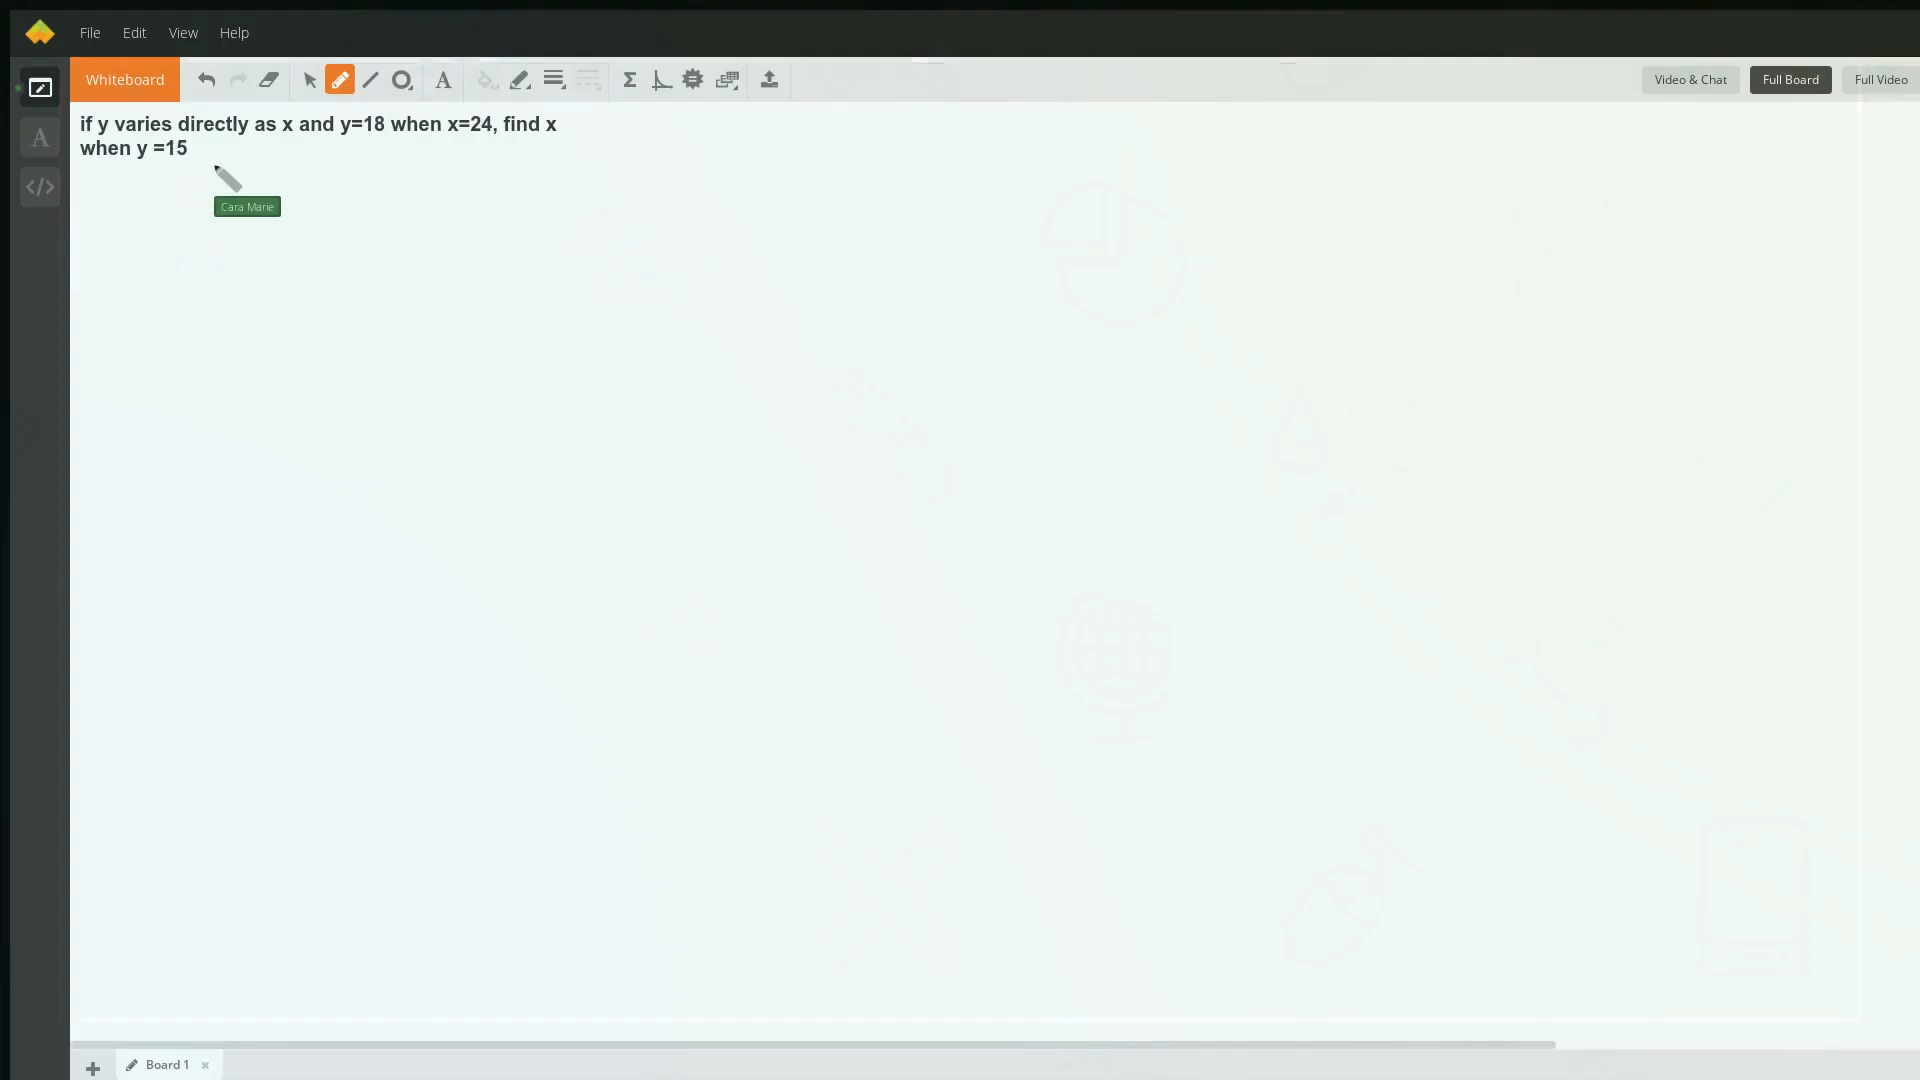 File Edit View Help
Whiteboard A Σ Video & Chat Full Board Full Video
A
</>
if y varies directly as x and y=18 when x=24, find x
when y =15
Cara Marie
+ Board 1 ×